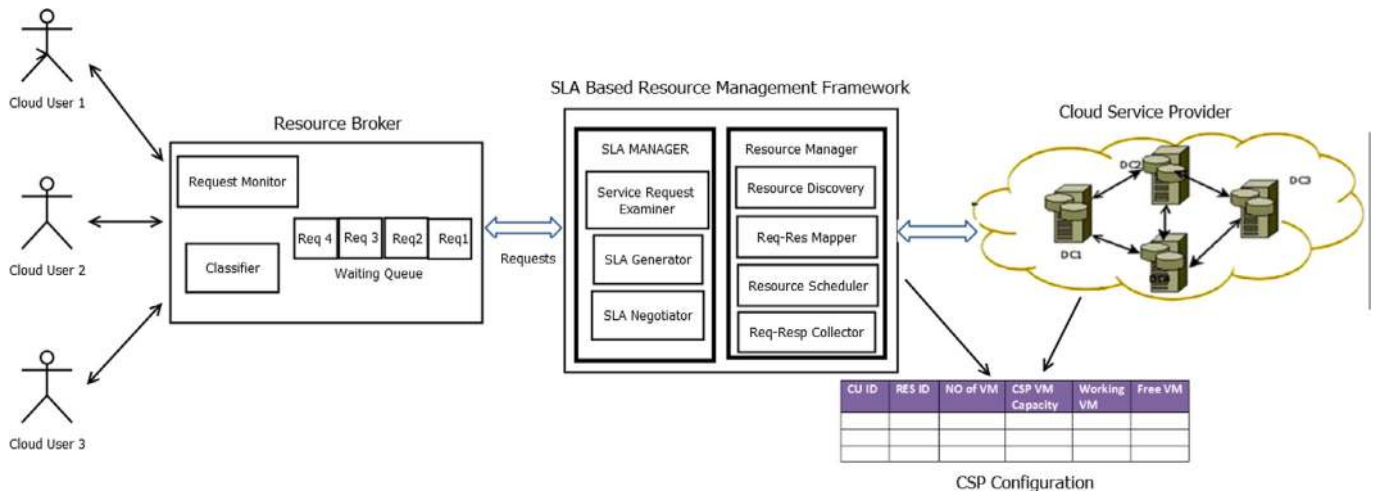 Cloud User 1
Cloud User 2
Cloud User 3
Resource Broker
Request Monitor
Classifier
Req 4 Req 3 Req2 Req1
Waiting Queue
Requests
SLA Based Resource Management Framework
SLA MANAGER
Service Request
Examiner
SLA Generator
SLA Negotiator
Resource Manager
Resource Discovery
Req-Res Mapper
Resource Scheduler
Req-Resp Collector
Cloud Service Provider
DC2
DC3
DC1
CU ID RES ID NO of VM CSP VM Working Free VM
Capacity VM
CSP Configuration